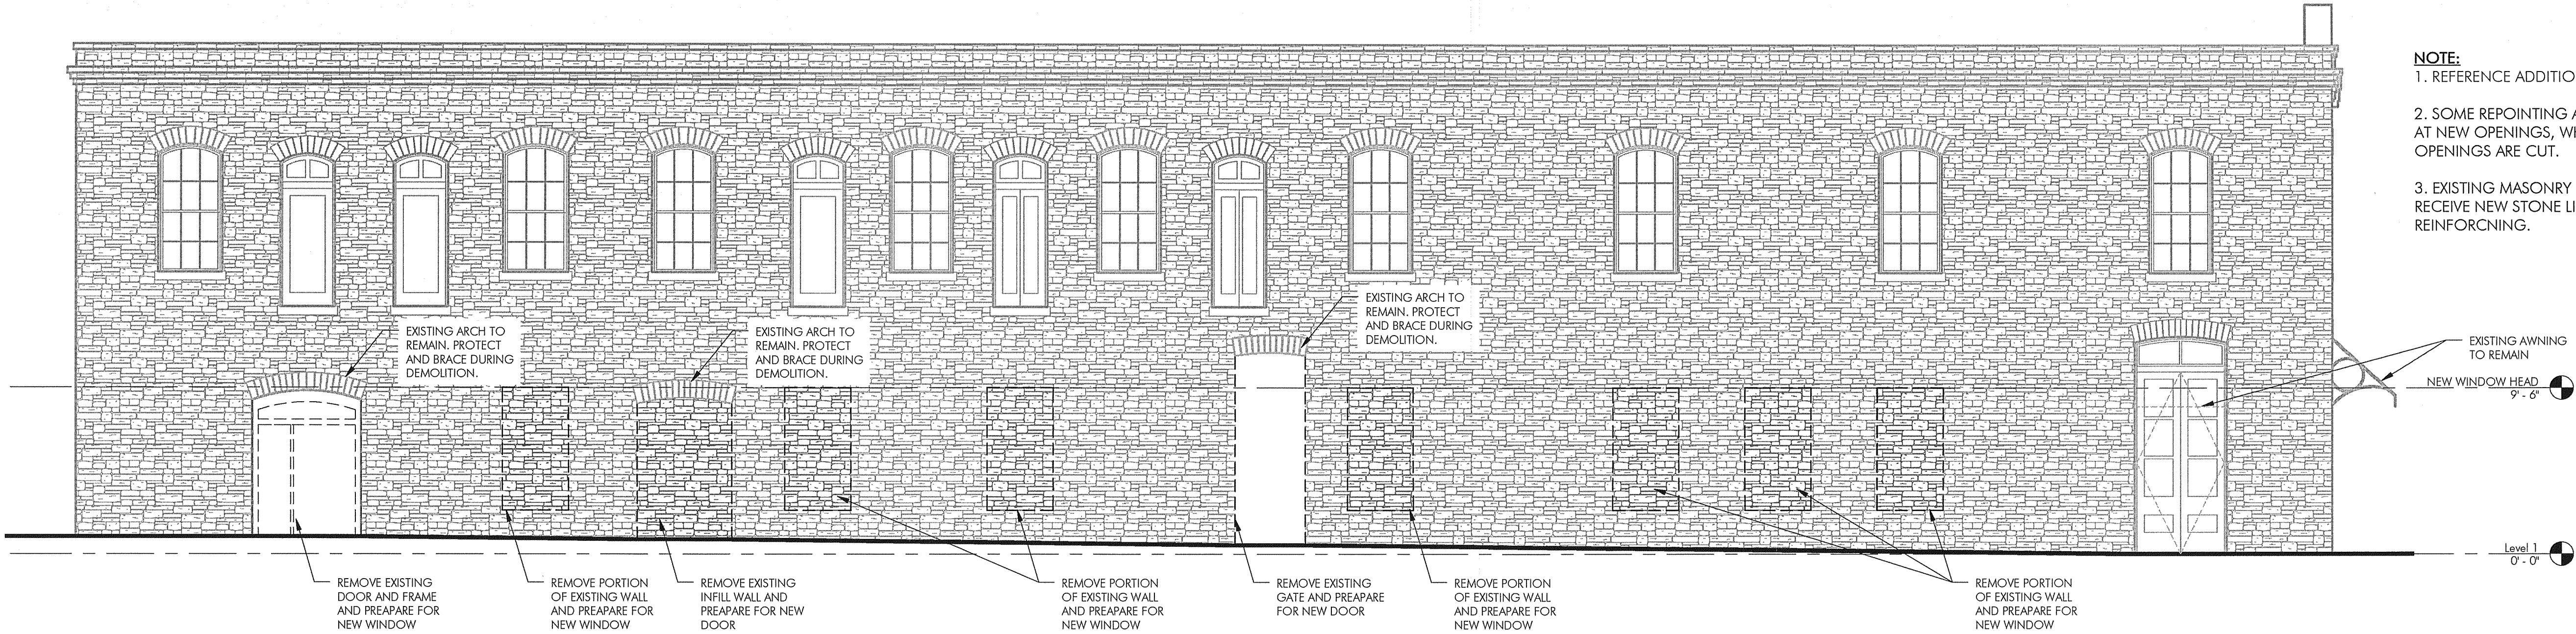 NOTE:
1. REFERENCE ADDITIO
2. SOME REPOINTING A
AT NEW OPENINGS, WH
OPENINGS ARE CUT.
3. EXISTING MASONRY
RECEIVE NEW STONE LI
REINFORCNING.
EXISTING ARCH TO
REMAIN. PROTECT
AND BRACE DURING
DEMOLITION.
EXISTING ARCH TO
REMAIN. PROTECT
AND BRACE DURING
DEMOLITION.
EXISTING ARCH TO
REMAIN. PROTECT
AND BRACE DURING
DEMOLITION.
EXISTING AWNING
TO REMAIN
NEW WINDOW HEAD
9' - 6"
Level 1
0' - 0"
REMOVE EXISTING
DOOR AND FRAME
AND PREAPARE FOR
NEW WINDOW
REMOVE PORTION
OF EXISTING WALL
AND PREAPARE FOR
NEW WINDOW
REMOVE EXISTING
INFILL WALL AND
PREAPARE FOR NEW
DOOR
REMOVE PORTION
OF EXISTING WALL
AND PREAPARE FOR
NEW WINDOW
REMOVE EXISTING
GATE AND PREAPARE
FOR NEW DOOR
REMOVE PORTION
OF EXISTING WALL
AND PREAPARE FOR
NEW WINDOW
REMOVE PORTION
OF EXISTING WALL
AND PREAPARE FOR
NEW WINDOW